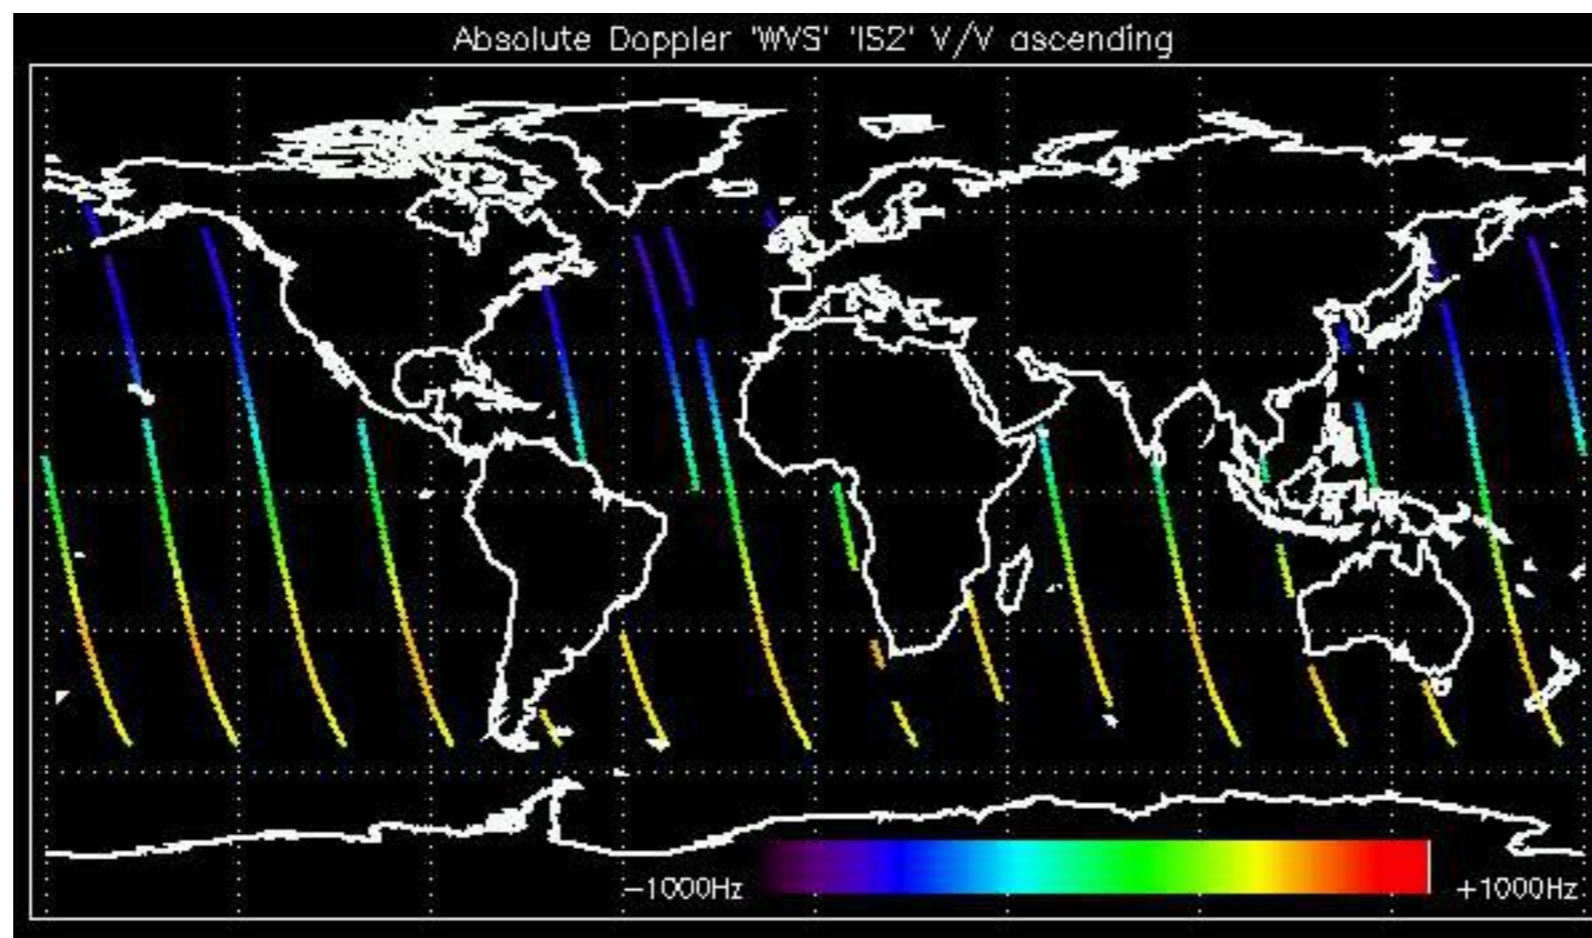 Absolute Doppler 'WVS' 'IS2' V/V ascending
−1000Hz +1000Hz